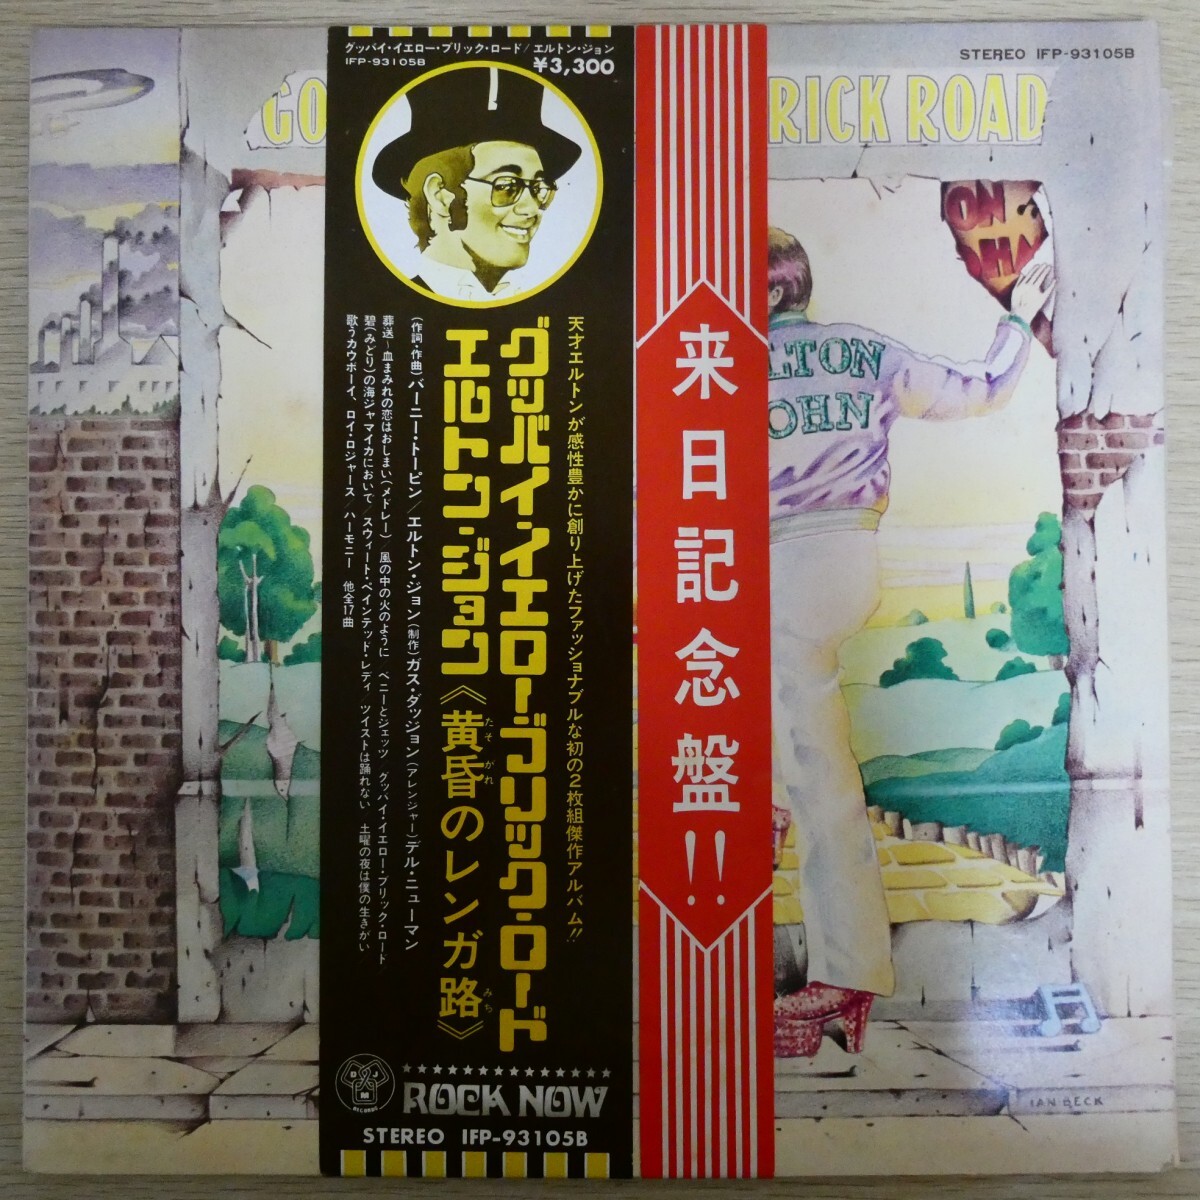 STEREO IFP-93105B
GO
RICK ROAD
ON
OHN
LTON
OHN
IAN BECK
グッバイ・イエロー・ブリック・ロード/エルトン・ジョン
IFP-93105B
¥3,300
天才エルトンが感性豊かに創り上げたファッショナブルな初の2枚組傑作アルバム!!
グッバイ・イエロー・ブリック・ロード
エルトン・ジョン《黄昏のレンガ路》
たそがれ
みち
(作詞・作曲)バーニー・トーピン/エルトン・ジョン(制作)ガス・ダッジョン(アレンジャー)デル・ニューマン
葬送~血まみれの恋はおしまい(メドレー)/風の中の火のように/ベニーとジェッツ/グッバイ・イエロー・ブリック・ロード
碧(みどり)の海ジャマイカにおいて/スウィート・ペインテッド・レディ/ツイストは踊れない/土曜の夜は僕の生きがい
歌うカウボーイ、ロイ・ロジャース/ハーモニー 他全17曲
DJM
RECORDS
ROCK NOW
STEREO IFP-93105B
来日記念盤!!